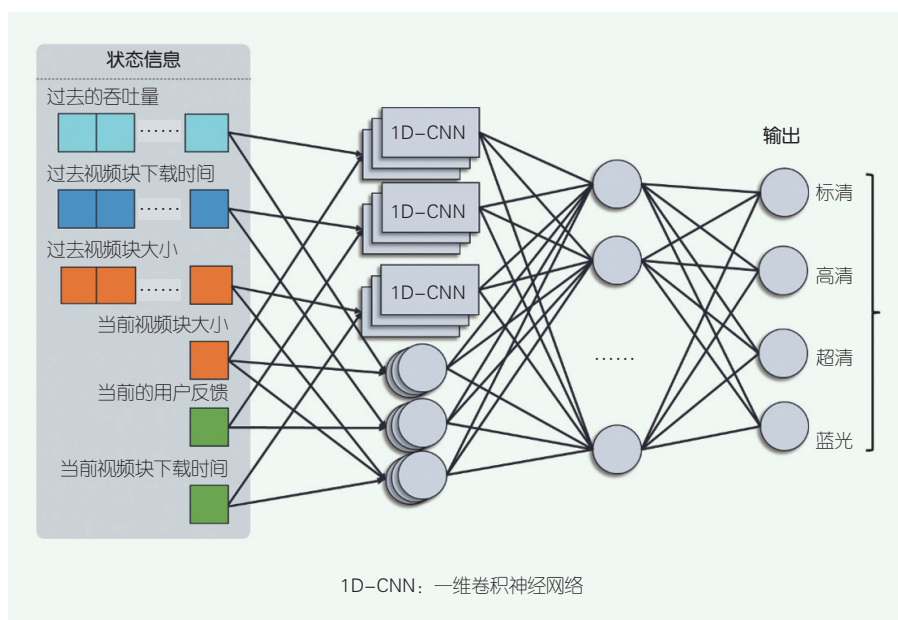 状态信息
过去的吞吐量
······
过去视频块下载时间
······
过去视频块大小
······
当前视频块大小
当前的用户反馈
当前视频块下载时间
1D-CNN
1D-CNN
1D-CNN
······
输出
标清
高清
超清
蓝光
1D-CNN：一维卷积神经网络